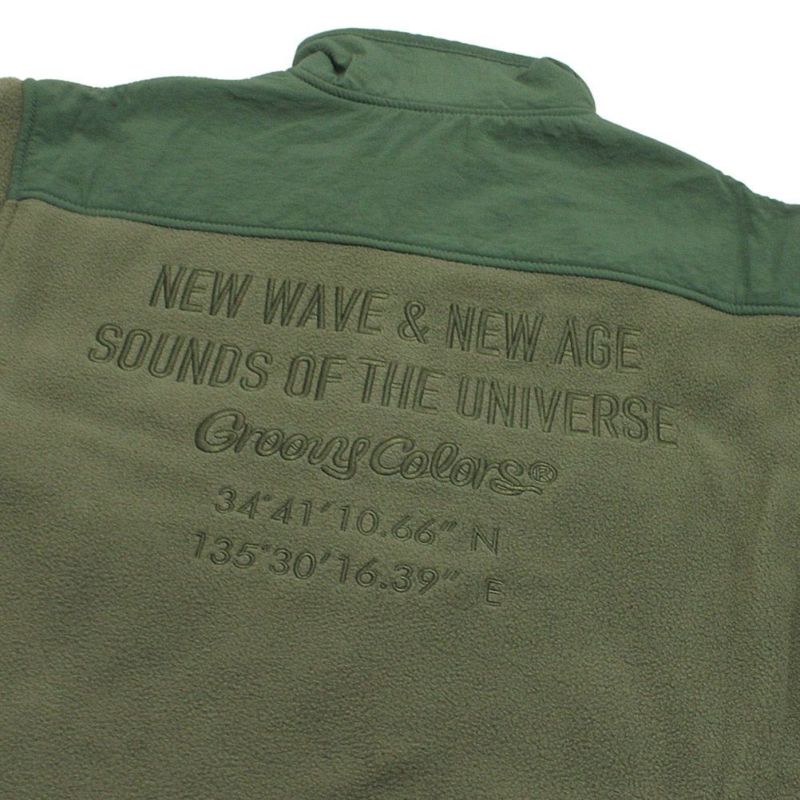 NEW WAVE & NEW AGE
SOUNDS OF THE UNIVERSE
Groovy Colors®
34°41'10.66" N
135°30'16.39" E